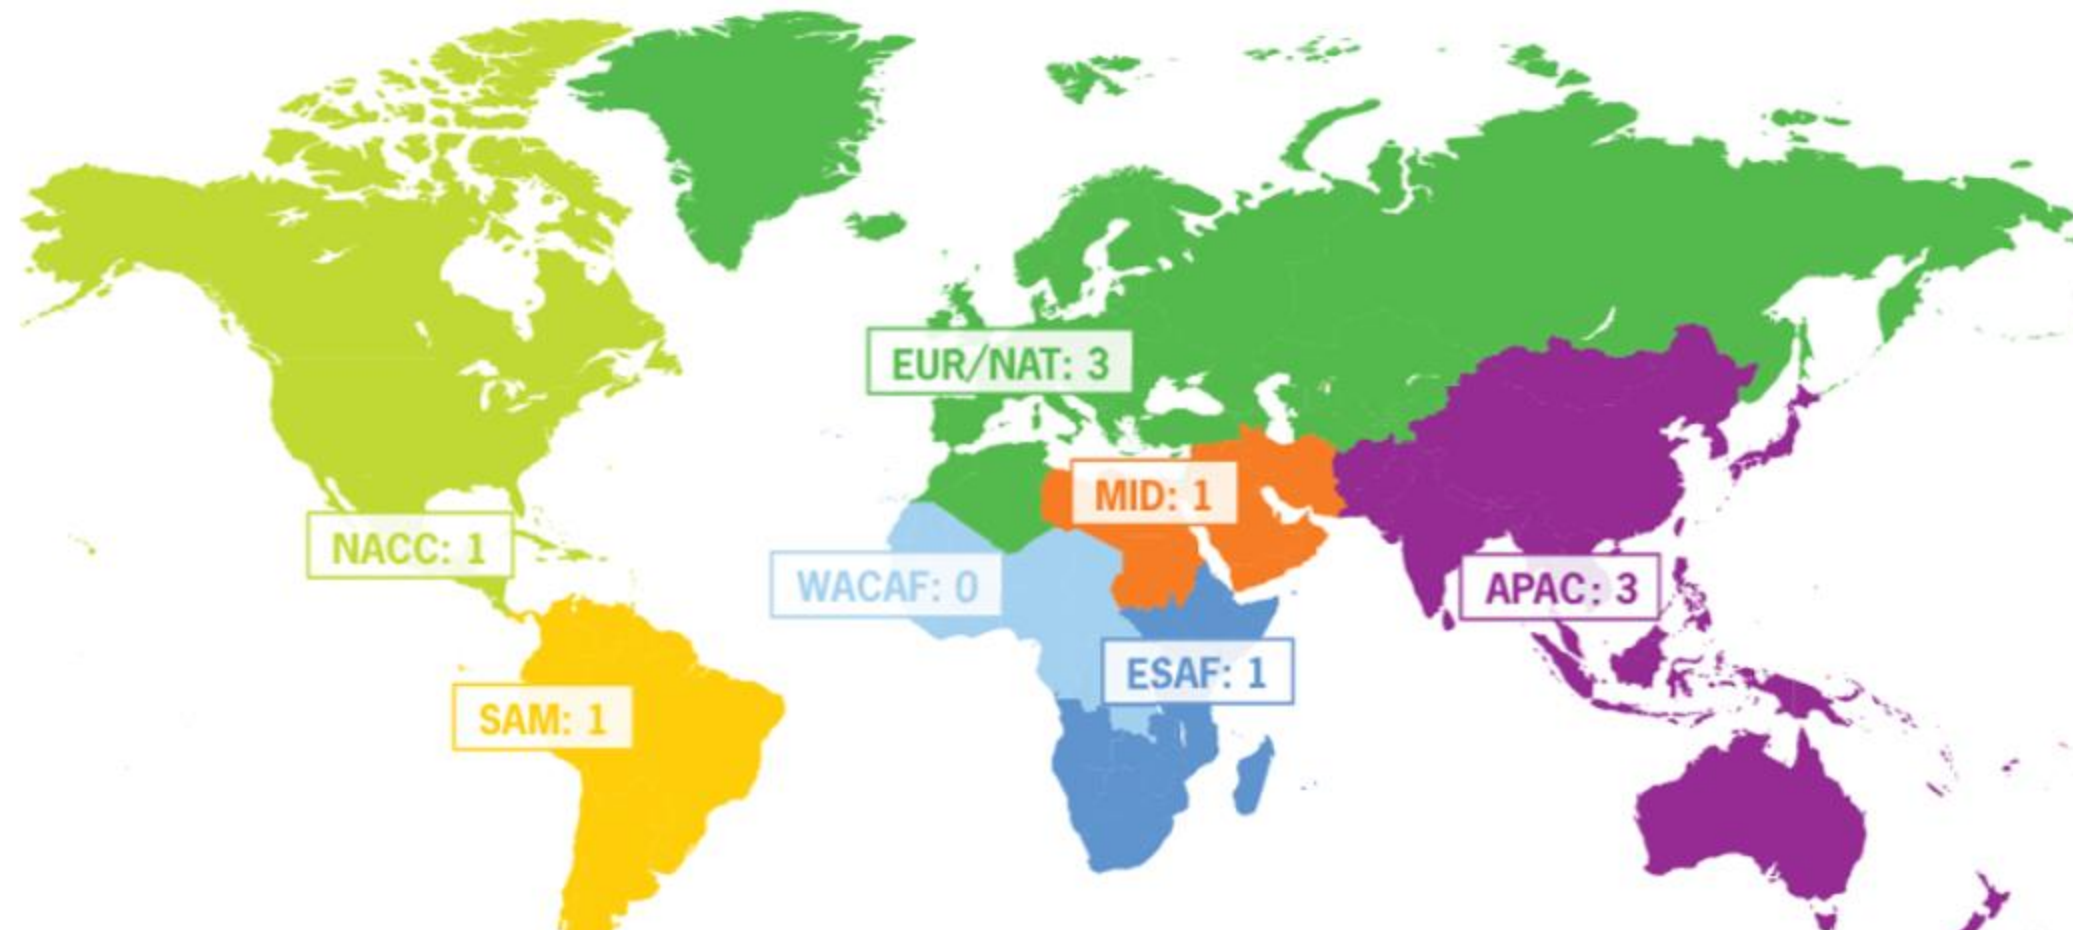 EUR/NAT: 3
MID: 1
NACC: 1
WACAF: 0
APAC: 3
ESAF: 1
SAM: 1